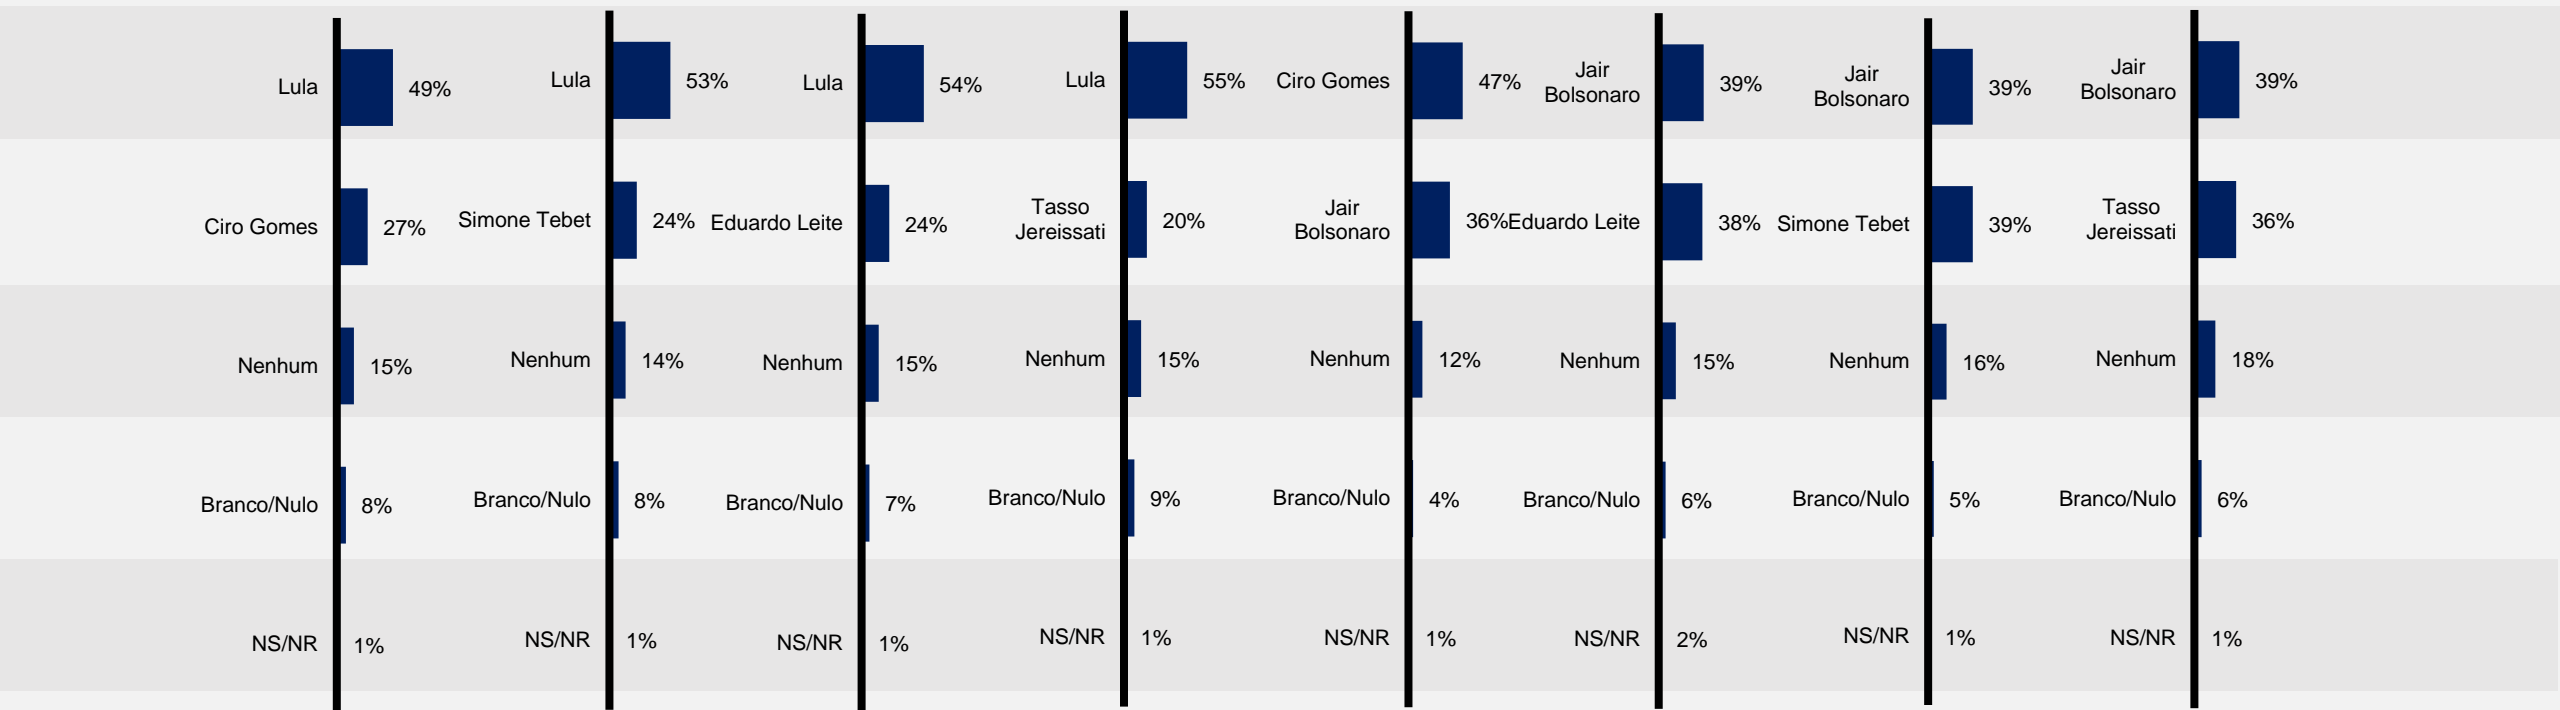 Lula
49%
Ciro Gomes
27%
Nenhum
15%
Branco/Nulo
8%
NS/NR
1%
Lula
53%
Simone Tebet
24%
Nenhum
14%
Branco/Nulo
8%
NS/NR
1%
Lula
54%
Eduardo Leite
24%
Nenhum
15%
Branco/Nulo
7%
NS/NR
1%
Lula
55%
Tasso
Jereissati
20%
Nenhum
15%
Branco/Nulo
9%
NS/NR
1%
Ciro Gomes
47%
Jair
Bolsonaro
36%
Nenhum
12%
Branco/Nulo
4%
NS/NR
1%
Jair
Bolsonaro
39%
Eduardo Leite
38%
Nenhum
15%
Branco/Nulo
6%
NS/NR
2%
Jair
Bolsonaro
39%
Simone Tebet
39%
Nenhum
16%
Branco/Nulo
5%
NS/NR
1%
Jair
Bolsonaro
39%
Tasso
Jereissati
36%
Nenhum
18%
Branco/Nulo
6%
NS/NR
1%